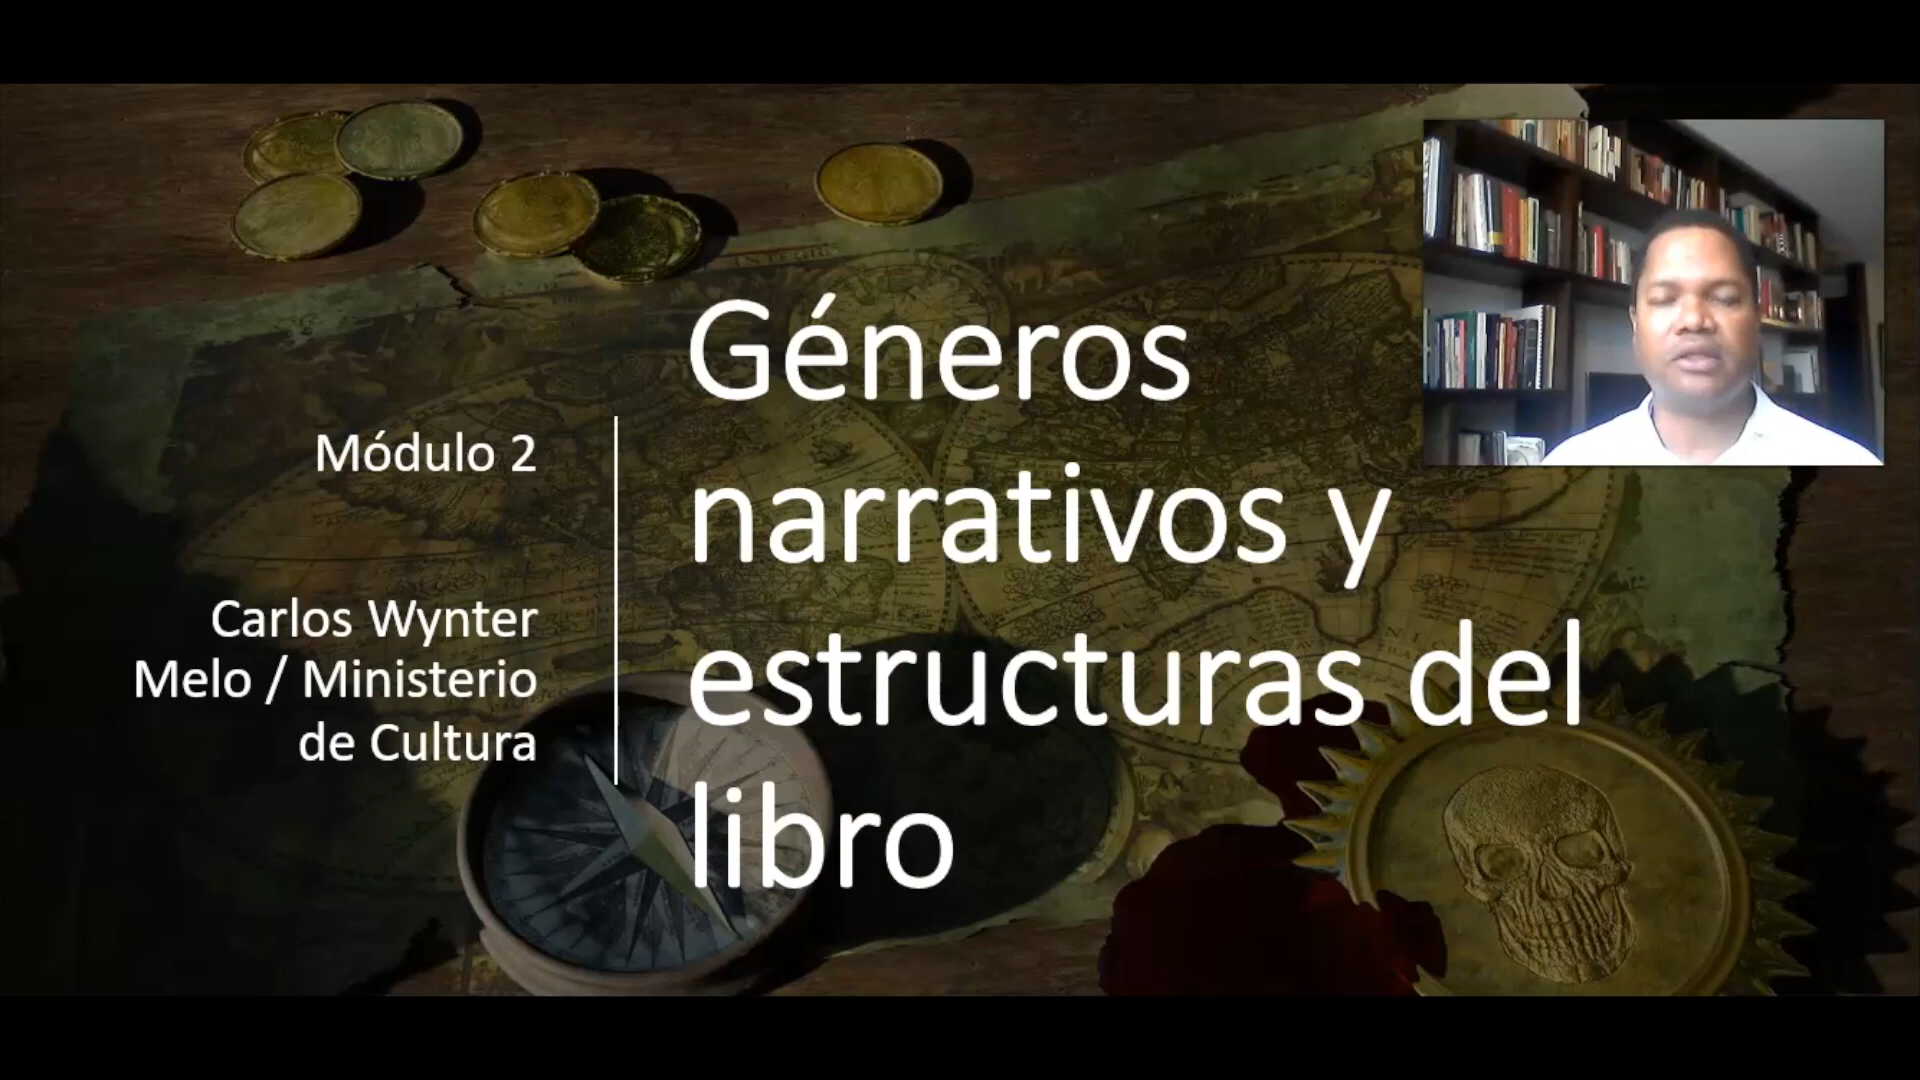 Módulo 2
Carlos Wynter
Melo / Ministerio
de Cultura
Géneros
narrativos y
estructuras del
libro